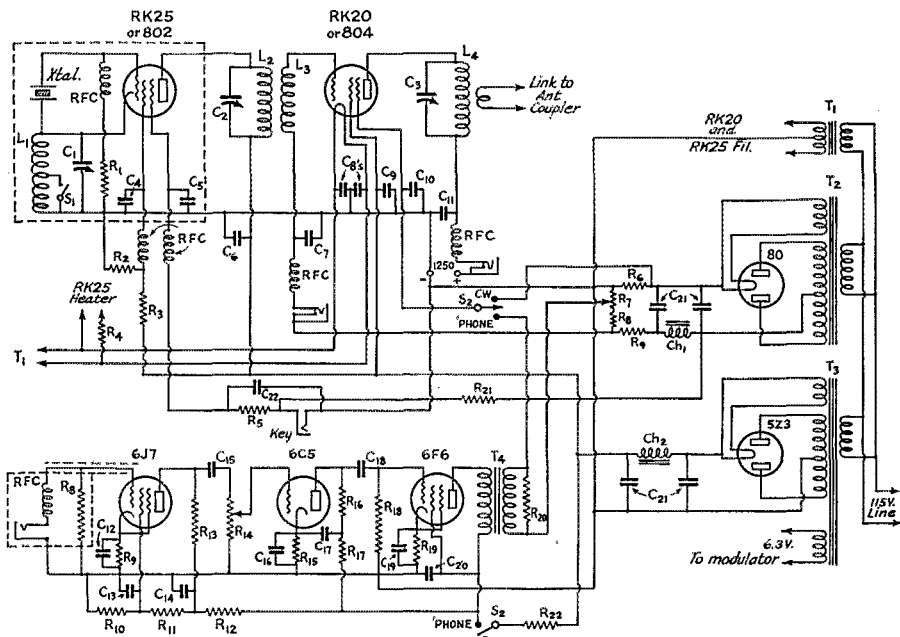 RK25
or 802
RK20
or 804
Xtal.
RFC
L1
C1
S1
R1
C4
C5
L2
C2
L3
C8's
C9
C10
L4
C3
C11
Link to
Ant.
Coupler
RK20
and
RK25 Fil.
T1
T2
80
R2
RFC
C6
RFC
C7
RFC
- 1250 +
S2
CW
'PHONE
R6
R7
R8
R9
C21
Ch1
RK25
Heater
R4
R3
T1
C22
R5
Key
R21
T3
5Z3
Ch2
C21
115V.
Line
6.3V.
To modulator
RFC
R8
6J7
C12
R9
C13
C14
C15
R13
R14
6C5
C16
R15
C17
R16
R17
C18
R18
6F6
C19
R19
C20
T4
R20
R10
R11
R12
'PHONE
S2
R22